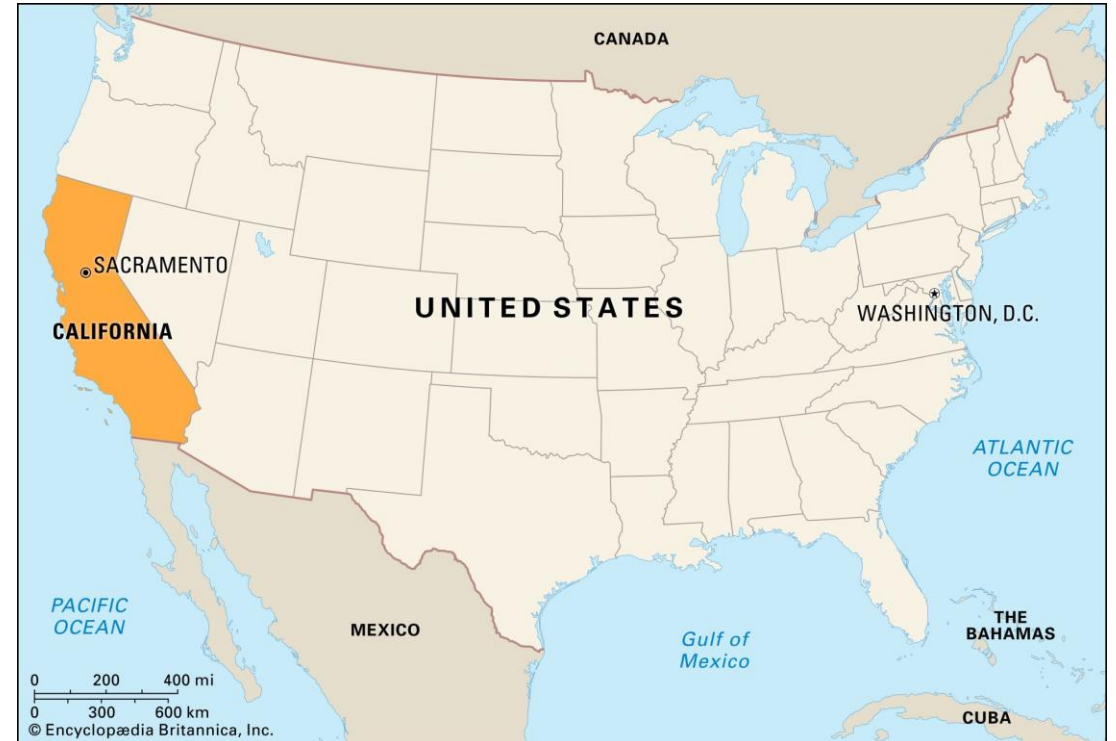 CANADA
SACRAMENTO
UNITED STATES
WASHINGTON, D.C.
CALIFORNIA
ATLANTIC
OCEAN
PACIFIC
OCEAN
MEXICO
Gulf of
Mexico
THE
BAHAMAS
0 200 400 mi
0 300 600 km
© Encyclopædia Britannica, Inc.
CUBA